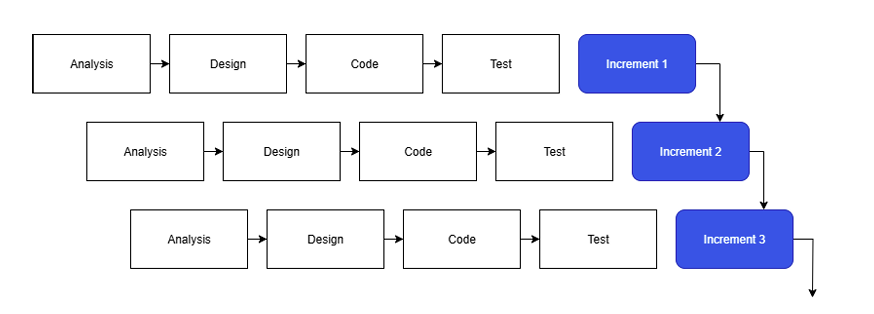 Analysis
Design
Code
Test
Increment 1
Analysis
Design
Code
Test
Increment 2
Analysis
Design
Code
Test
Increment 3